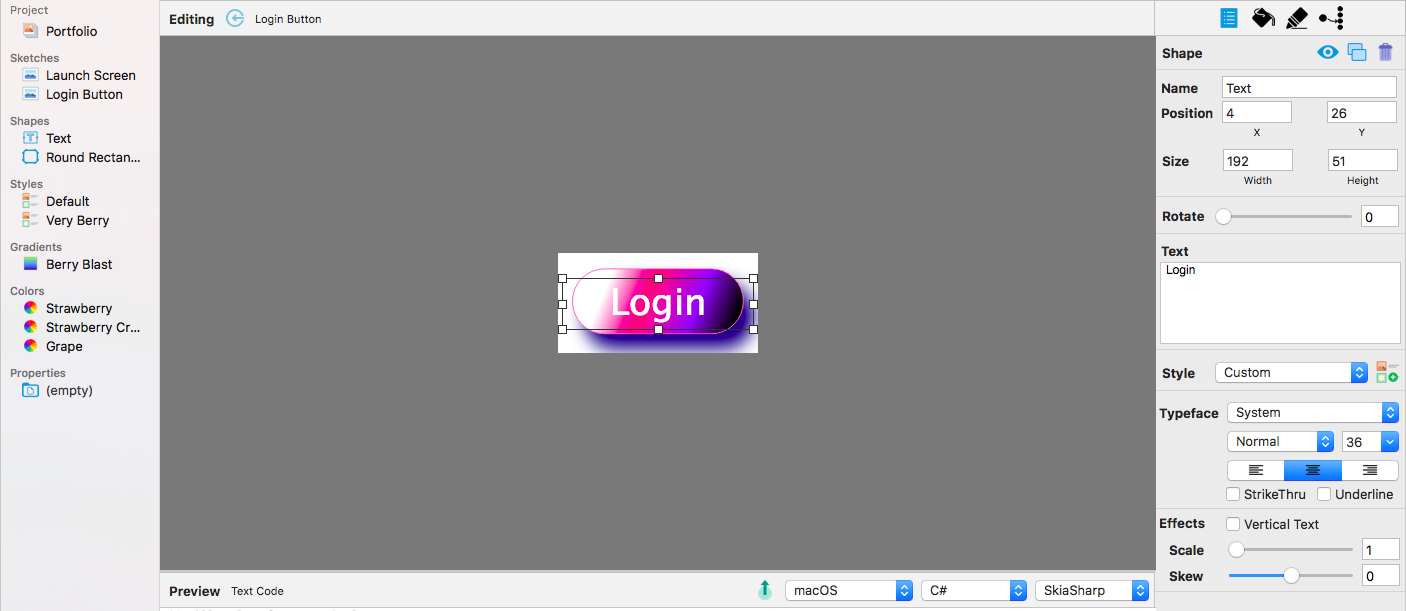 Project
Portfolio
Sketches
Launch Screen
Login Button
Shapes
Text
Round Rectan...
Styles
Default
Very Berry
Gradients
Berry Blast
Colors
Strawberry
Strawberry Cr...
Grape
Properties
(empty)
Editing Login Button
Login
Preview Text Code
macOS C# SkiaSharp
Shape
Name Text
Position 4 26
X Y
Size 192 51
Width Height
Rotate 0
Text
Login
Style Custom
Typeface System
Normal 36
StrikeThru Underline
Effects Vertical Text
Scale 1
Skew 0